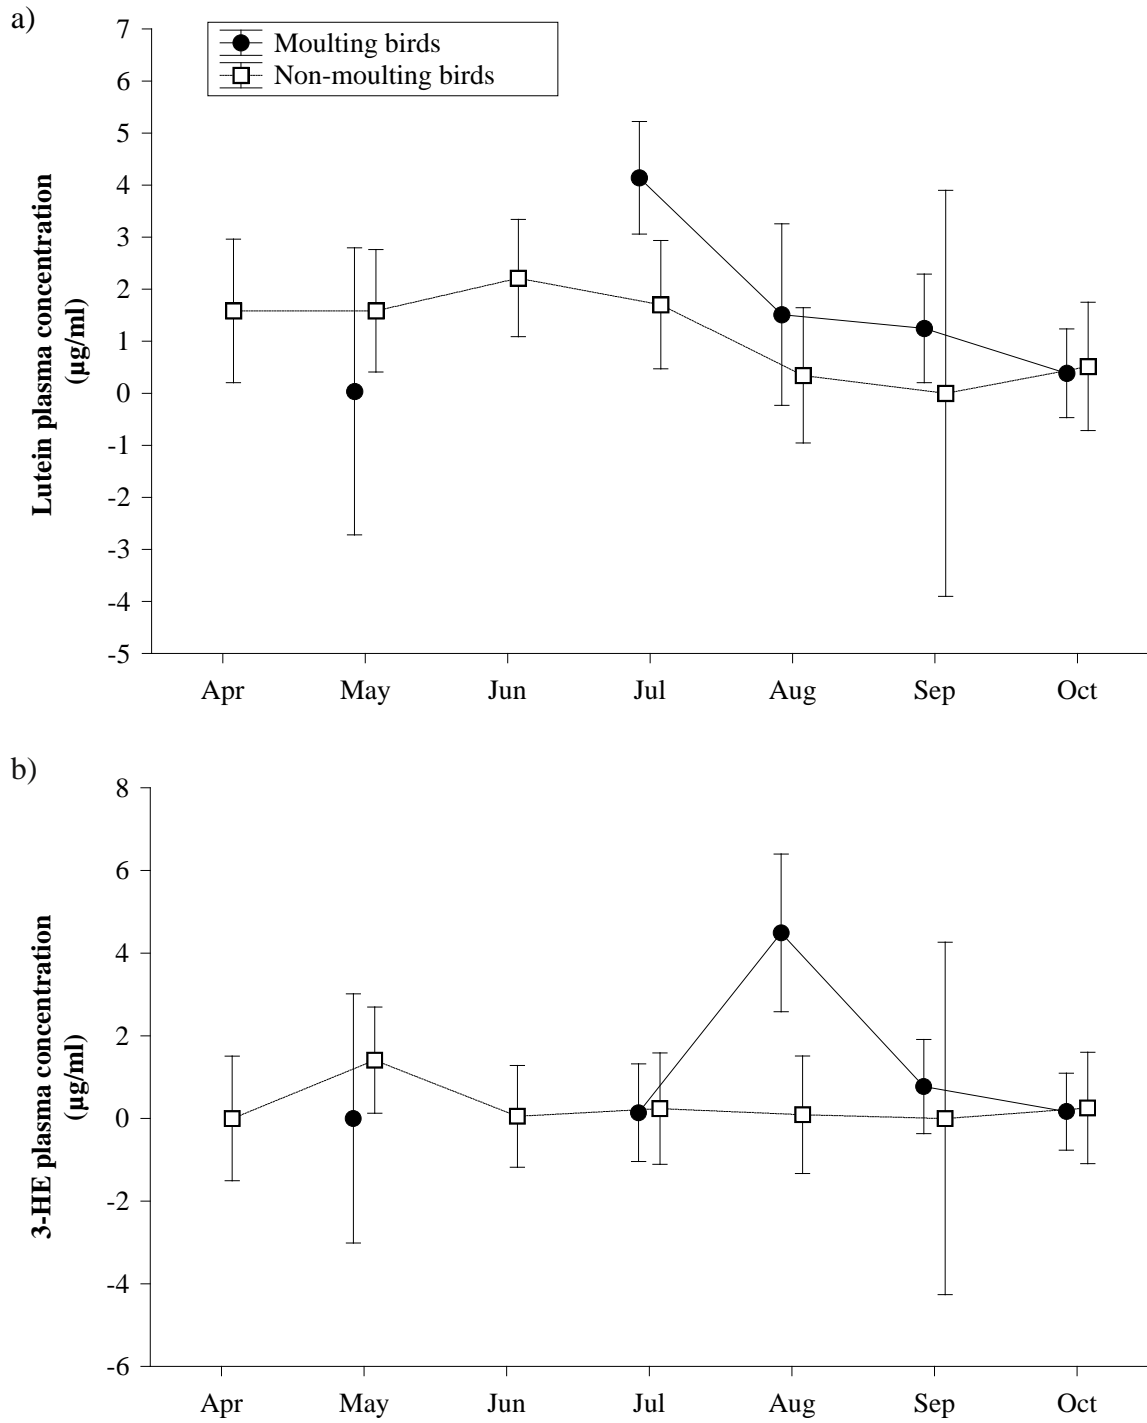 a)
Moulting birds
Non-moulting birds
Lutein plasma concentration
(µg/ml)
7
6
5
4
3
2
1
0
-1
-2
-3
-4
-5
Apr May Jun Jul Aug Sep Oct
b)
3-HE plasma concentration
(µg/ml)
8
6
4
2
0
-2
-4
-6
Apr May Jun Jul Aug Sep Oct